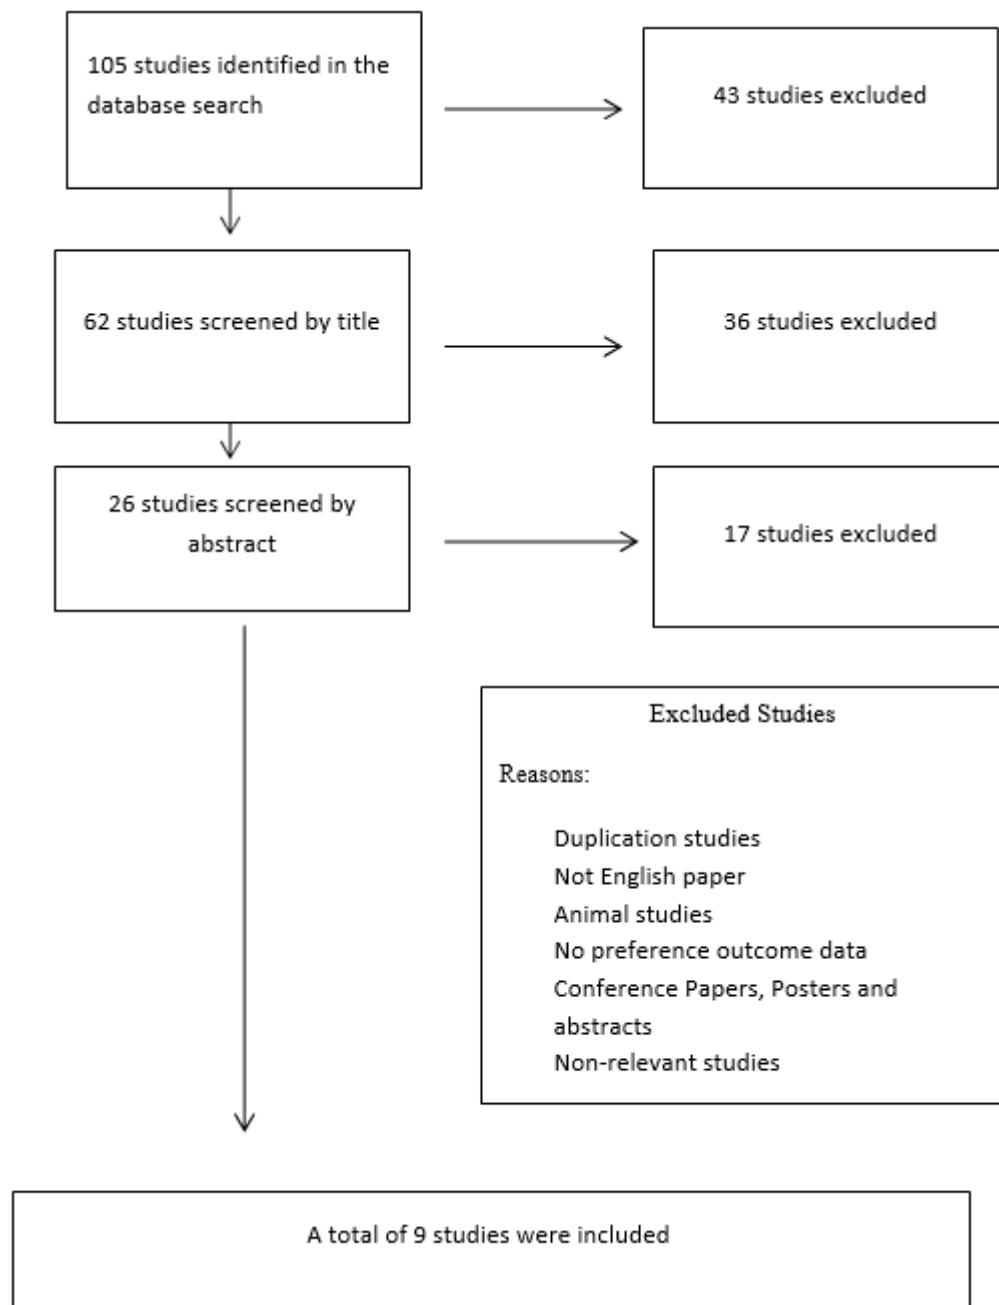 105 studies identified in the
database search
43 studies excluded
62 studies screened by title
36 studies excluded
26 studies screened by
abstract
17 studies excluded
Excluded Studies
Reasons:
Duplication studies
Not English paper
Animal studies
No preference outcome data
Conference Papers, Posters and
abstracts
Non-relevant studies
A total of 9 studies were included